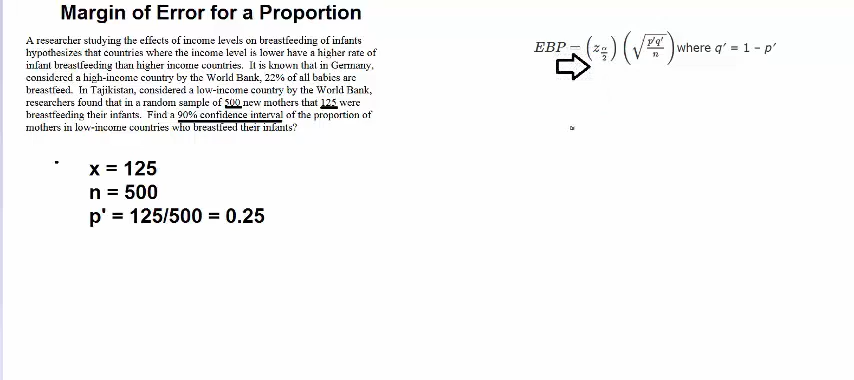 Margin of Error for a Proportion
A researcher studying the effects of income levels on breastfeeding of infants
hypothesizes that countries where the income level is lower have a higher rate of
infant breastfeeding than higher income countries. It is known that in Germany,
considered a high-income country by the World Bank, 22% of all babies are
breastfeed. In Tajikistan, considered a low-income country by the World Bank,
researchers found that in a random sample of 500 new mothers that 125 were
breastfeeding their infants. Find a 90% confidence interval of the proportion of
mothers in low-income countries who breastfeed their infants?
EBP = (z_{α/2}) (√(p′q′/n)) where q′ = 1 - p′
x = 125
n = 500
p' = 125/500 = 0.25